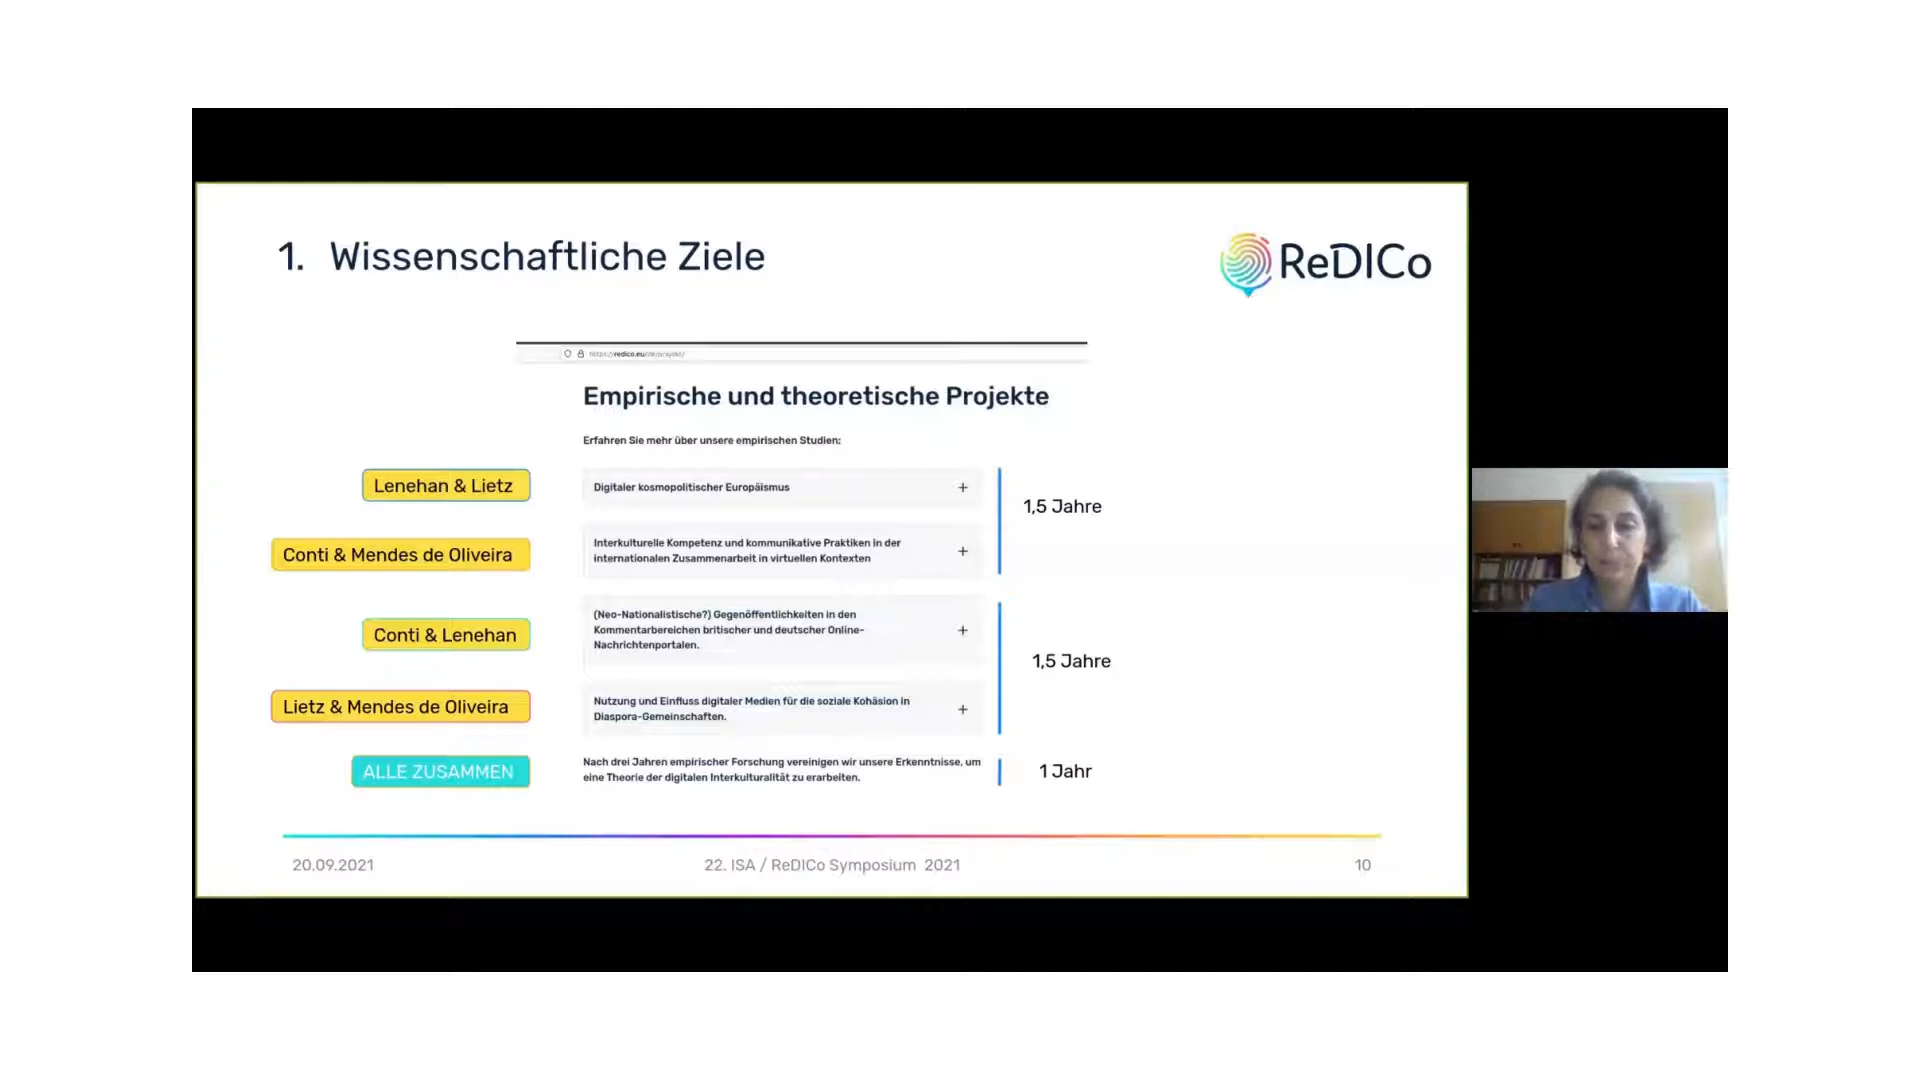 1. Wissenschaftliche Ziele
ReDICo
https://redico.eu/de/projekt/
Empirische und theoretische Projekte
Erfahren Sie mehr über unsere empirischen Studien:
Lenehan & Lietz
Digitaler kosmopolitischer Europäismus
+
1,5 Jahre
Conti & Mendes de Oliveira
Interkulturelle Kompetenz und kommunikative Praktiken in der
internationalen Zusammenarbeit in virtuellen Kontexten
+
Conti & Lenehan
(Neo-Nationalistische?) Gegenöffentlichkeiten in den
Kommentarbereichen britischer und deutscher Online-
Nachrichtenportalen.
+
1,5 Jahre
Lietz & Mendes de Oliveira
Nutzung und Einfluss digitaler Medien für die soziale Kohäsion in
Diaspora-Gemeinschaften.
+
ALLE ZUSAMMEN
Nach drei Jahren empirischer Forschung vereinigen wir unsere Erkenntnisse, um
eine Theorie der digitalen Interkulturalität zu erarbeiten.
1 Jahr
20.09.2021
22. ISA / ReDICo Symposium 2021
10